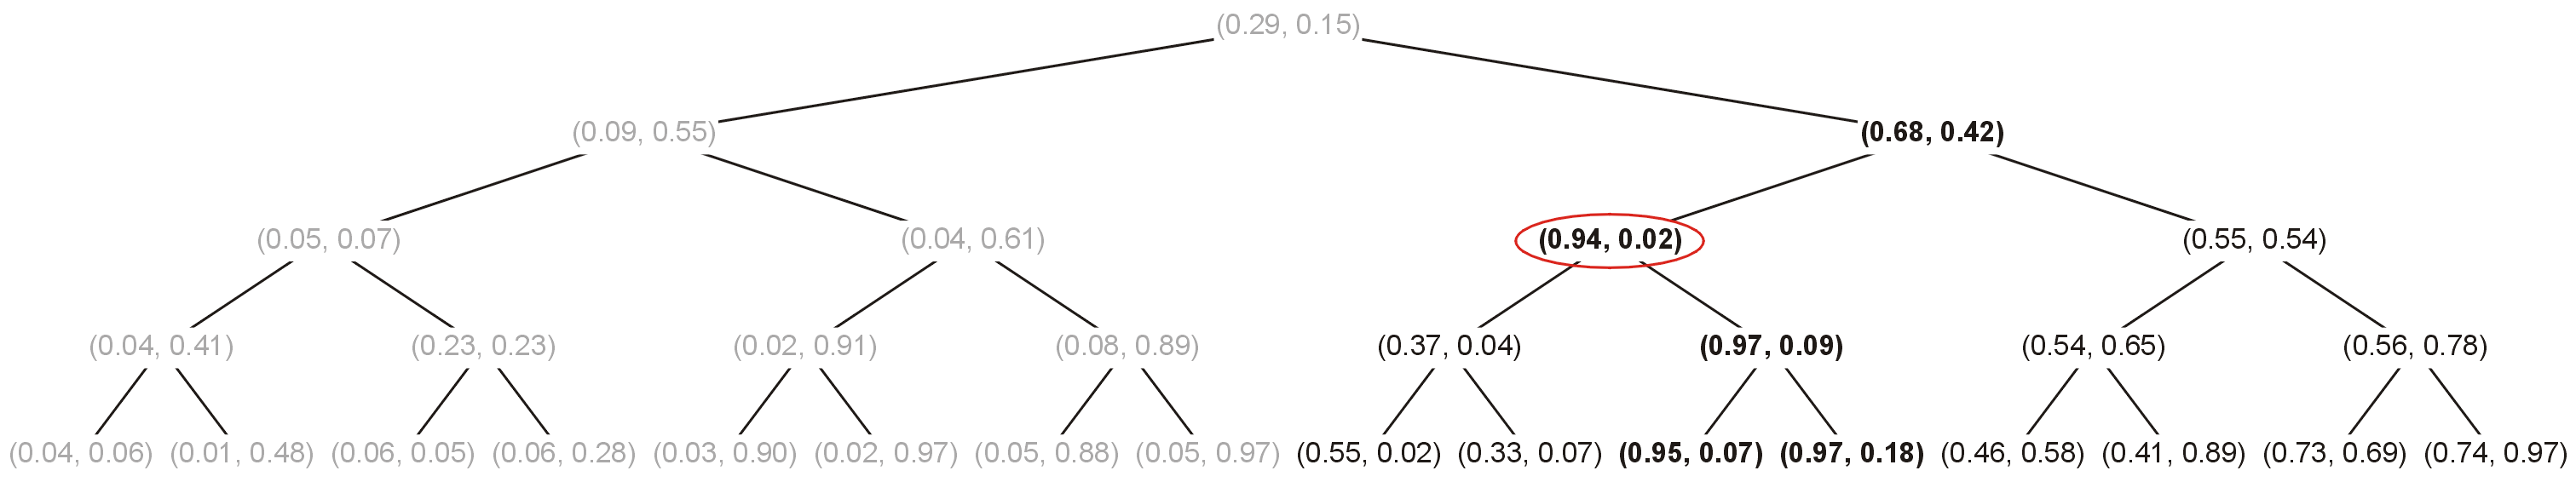 (0.29, 0.15)
(0.09, 0.55) (0.68, 0.42)
(0.05, 0.07) (0.04, 0.61) (0.94, 0.02) (0.55, 0.54)
(0.04, 0.41) (0.23, 0.23) (0.02, 0.91) (0.08, 0.89) (0.37, 0.04) (0.97, 0.09) (0.54, 0.65) (0.56, 0.78)
(0.04, 0.06) (0.01, 0.48) (0.06, 0.05) (0.06, 0.28) (0.03, 0.90) (0.02, 0.97) (0.05, 0.88) (0.05, 0.97) (0.55, 0.02) (0.33, 0.07) (0.95, 0.07) (0.97, 0.18) (0.46, 0.58) (0.41, 0.89) (0.73, 0.69) (0.74, 0.97)